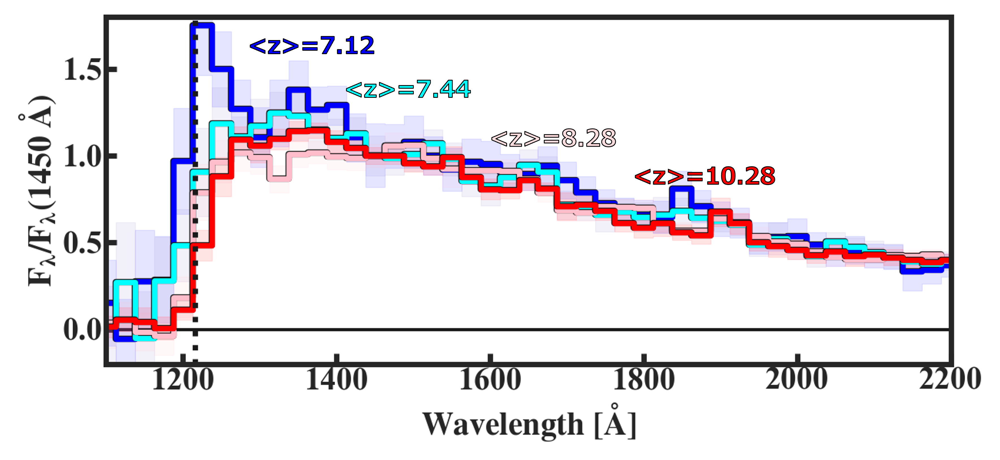 <z>=7.12
<z>=7.44
<z>=8.28
<z>=10.28
Fλ/Fλ(1450 Å)
1.5
1.0
0.5
0.0
1200 1400 1600 1800 2000 2200
Wavelength [Å]